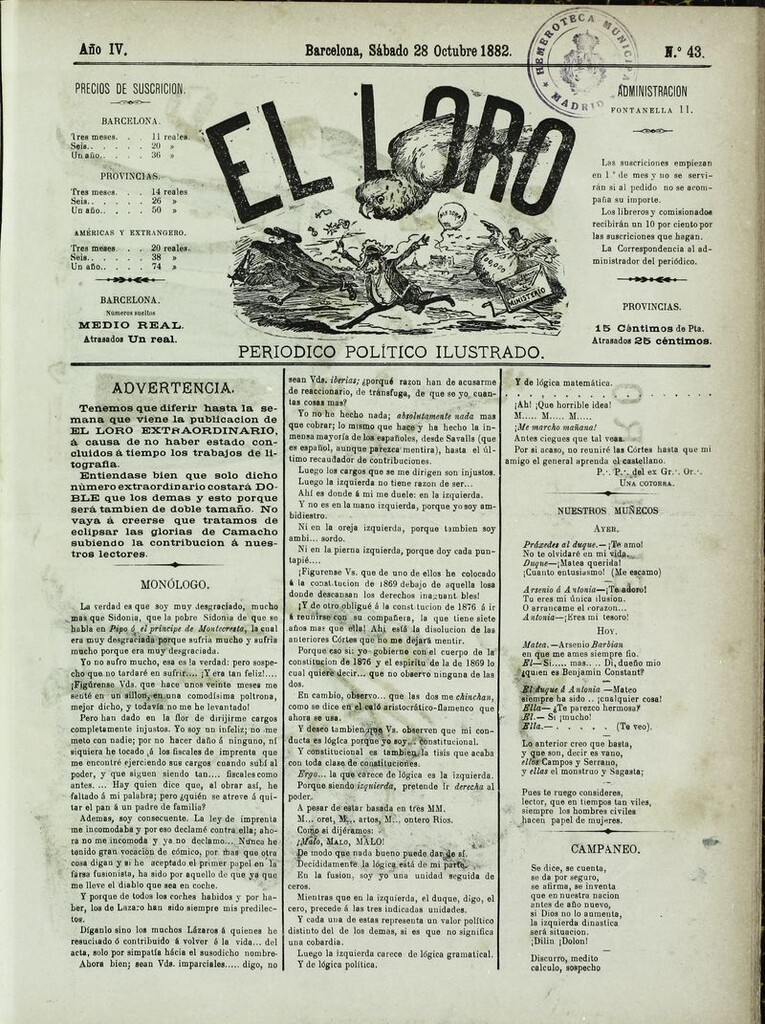 Año IV.
Barcelona, Sábado 28 Octubre 1882.
N.° 43.
HEMEROTECA MUNICIPAL
MADRID
PRECIOS DE SUSCRICION.
BARCELONA.
Tres meses. . . 11 reales.
Seis. . . . . . 20 »
Un año. . . . . 36 »
PROVINCIAS.
Tres meses. . . 14 reales
Seis. . . . . . 26 »
Un año. . . . . 50 »
AMÉRICAS Y EXTRANGERO.
Tres meses. . . 20 reales.
Seis. . . . . . 38 »
Un año. . . . . 74 »
BARCELONA.
Números sueltos
MEDIO REAL.
Atrasados Un real.
EL LORO
MINISTERIO
PERIODICO POLÍTICO ILUSTRADO.
ADMINISTRACION
FONTANELLA 11.
Las suscriciones empiezan
en 1.° de mes y no se servi-
rán si al pedido no se acom-
paña su importe.
Los libreros y comisionados
recibirán un 10 por ciento por
las suscriciones que hagan.
La Correspondencia al ad-
ministrador del periódico.
PROVINCIAS.
15 Céntimos de Pta.
Atrasados 25 céntimos.
ADVERTENCIA.
Tenemos que diferir hasta la se-
mana que viene la publicacion de
EL LORO EXTRAORDINARIO,
á causa de no haber estado con-
cluidos á tiempo los trabajos de li-
tografía.
Entiendase bien que solo dicho
número extraordinario costará DO-
BLE que los demas y esto porque
será tambien de doble tamaño. No
vaya á creerse que tratamos de
eclipsar las glorias de Camacho
subiendo la contribucion á nues-
tros lectores.
MONÓLOGO.
La verdad es que soy muy desgraciado, mucho
mas que Sidonia, que la pobre Sidonia de que se
habla en Pipo ó el príncipe de Montecresta, la cual
era muy desgraciada porque sufria mucho y sufria
mucho porque era muy desgraciada.
Yo no sufro mucho, esa es la verdad: pero sospe-
cho que no tardaré en sufrir.... ¡Y era tan feliz!....
¡Figúrense Vds. que hace unos veinte meses me
senté en un sillon, en una comodísima poltrona,
mejor dicho, y todavía no me he levantado!
Pero han dado en la flor de dirijirme cargos
completamente injustos. Yo soy un infeliz; no me
meto con nadie; por no hacer daño á ninguno, ni
siquiera he tocado á los fiscales de imprenta que
me encontré ejerciendo sus cargos cuando subí al
poder, y que siguen siendo tan.... fiscales como
antes. ... Hay quien dice que, al obrar así, he
faltado á mi palabra; pero ¿quién se atreve á qui-
tar el pan á un padre de familia?
Ademas, soy consecuente. La ley de imprenta
me incomodaba y por eso declamé contra ella; aho-
ra no me incomoda y ya no declamo... Nunca he
tenido gran vocacion de cómico, por mas que otra
cosa digan y si he aceptado el primer papel en la
farsa fusionista, ha sido por aquello de que ya que
me lleve el diablo que sea en coche.
Y porque de todos los coches habidos y por ha-
ber, los de Lazaro han sido siempre mis predilec-
tos.
Díganlo sino los muchos Lázaros á quienes he
resucitado ó contribuido á volver á la vida... del
acta, solo por simpatía hácia el susodicho nombre.
Ahora bien; sean Vds. imparciales..... digo, no
sean Vds. iberias; ¿porqué razon han de acusarme
de reaccionario, de tránsfuga, de que se yo cuan-
tas cosas mas?
Yo no he hecho nada; absolutamente nada mas
que cobrar; lo mismo que hace y ha hecho la in-
mensa mayoría de los españoles, desde Savalls (que
es español, aunque parezca mentira), hasta el úl-
timo recaudador de contribuciones.
Luego los cargos que se me dirigen son injustos.
Luego la izquierda no tiene razon de ser...
Ahí es donde á mi me duele: en la izquierda.
Y no es en la mano izquierda, porque yo soy am-
bidiestro.
Ni en la oreja izquierda, porque tambien soy
ambi... sordo.
Ni en la pierna izquierda, porque doy cada pun-
tapié....
¡Figurense Vs. que de uno de ellos he colocado
á la constitucion de 1869 debajo de aquella losa
donde descansan los derechos inaguantables!
¡Y de otro obligué á la constitucion de 1876 á ir
á reunirse con su compañera, la que tiene siete
años mas que ella! Ahí está la disolucion de las
anteriores Córtes que no me dejará mentir.
Porque eso sí; yo gobierno con el cuerpo de la
constitucion de 1876 y el espíritu de la de 1869 lo
cual quiere decir... que no observo ninguna de las
dos.
En cambio, observo... que las dos me chinchan,
como se dice en el caló aristocrático-flamenco que
ahora se usa.
Y deseo tambien que Vs. observen que mi con-
ducta es lógica porque yo soy... constitucional.
Y constitucional es tambien la tisis que acaba
con toda clase de constituciones.
Ergo... la que carece de lógica es la izquierda.
Porque siendo izquierda, pretende ir derecha al
poder.
A pesar de estar basada en tres MM.
M... oret, M... artos, M... ontero Rios.
Como si dijéramos:
¡Malo, MALO, MALO!
De modo que nada bueno puede dar de sí.
Decididamente la lógica está de mi parte.
En la fusion, soy yo una unidad seguida de
ceros.
Mientras que en la izquierda, el duque, digo, el
cero, precede á las tres indicadas unidades.
Y cada una de estas representa un valor político
distinto del de los demas, si es que no significa
una cobardia.
Luego la izquierda carece de lógica gramatical.
Y de lógica política.
Y de lógica matemática.
¡Ah! ¡Que horrible idea!
M..... M..... M.....
¡Me marcho mañana!
Antes ciegues que tal veas.
Por si acaso, no reuniré las Córtes hasta que mi
amigo el general aprenda el castellano.
P.·. P.·. del ex Gr.·. Or.·.
UNA COTORRA.
NUESTROS MUÑECOS
AYER.
Práxedes al duque.—¡Te amo!
No te olvidaré en mi vida.
Duque—¡Matea querida!
¡Cuanto entusiasmo! (Me escamo)
Arsenio á Antonia—¡Te adoro!
Tu eres mi única ilusion.
O arrancame el corazon...
Antonia—¡Eres mi tesoro!
HOY.
Matea.—Arsenio Barbian
en que me ames siempre fio.
El—Si..... mas. . . Di, dueño mio
¿quien es Benjamin Constant?
El duque á Antonia—Mateo
siempre ha sido .. ¡cualquier cosa!
Ella—¿Te parezco hermosa?
El.—Si ¡mucho!
Ella.— . . . . . (Te veo).
Lo anterior creo que basta,
y que son, decir es vano,
ellos Campos y Serrano,
y ellas el monstruo y Sagasta;
Pues te ruego consideres,
lector, que en tiempos tan viles,
siempre los hombres civiles
hacen papel de mujeres.
CAMPANEO.
Se dice, se cuenta,
se da por seguro,
se afirma, se inventa
que en nuestra nacion
antes de año nuevo,
si Dios no lo aumenta,
la izquierda dinastica
será situacion.
¡Dilin ¡Dolon!
Discurro, medito
calculo, sospecho